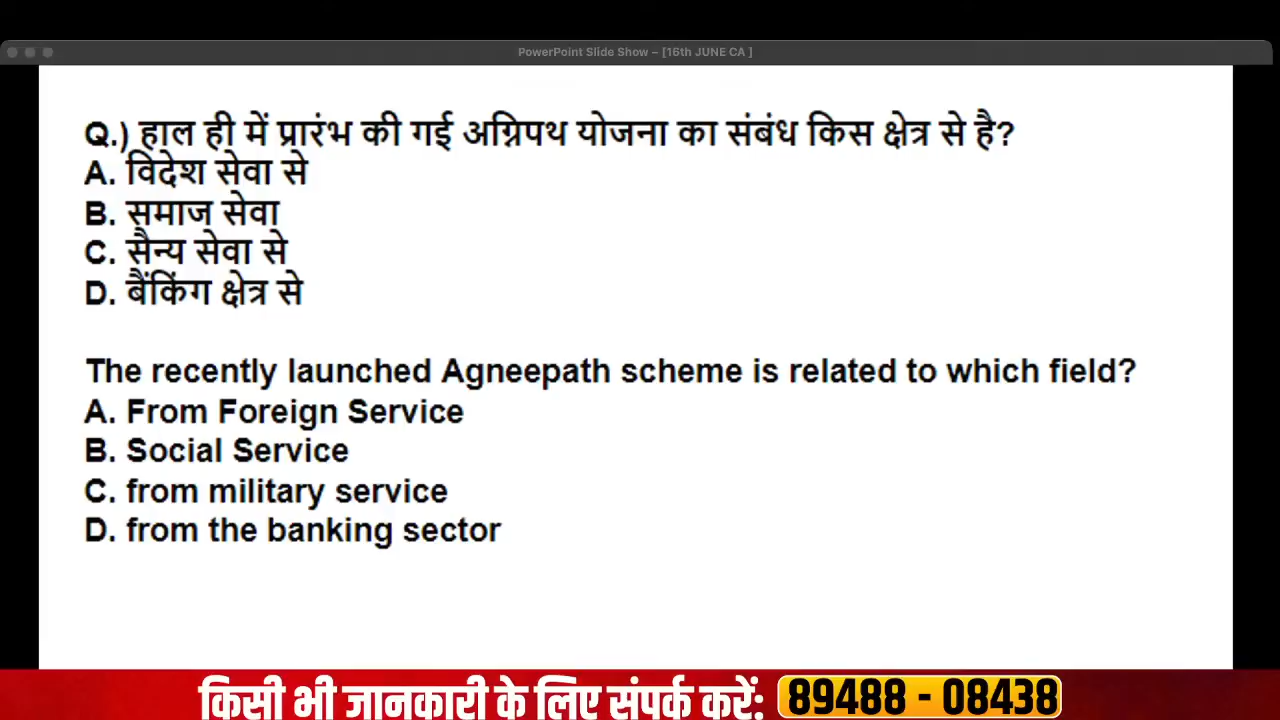 PowerPoint Slide Show – [16th JUNE CA ]
Q.) हाल ही में प्रारंभ की गई अग्निपथ योजना का संबंध किस क्षेत्र से है?
A. विदेश सेवा से
B. समाज सेवा
C. सैन्य सेवा से
D. बैंकिंग क्षेत्र से
The recently launched Agneepath scheme is related to which field?
A. From Foreign Service
B. Social Service
C. from military service
D. from the banking sector
किसी भी जानकारी के लिए संपर्क करें: 89488 - 08438